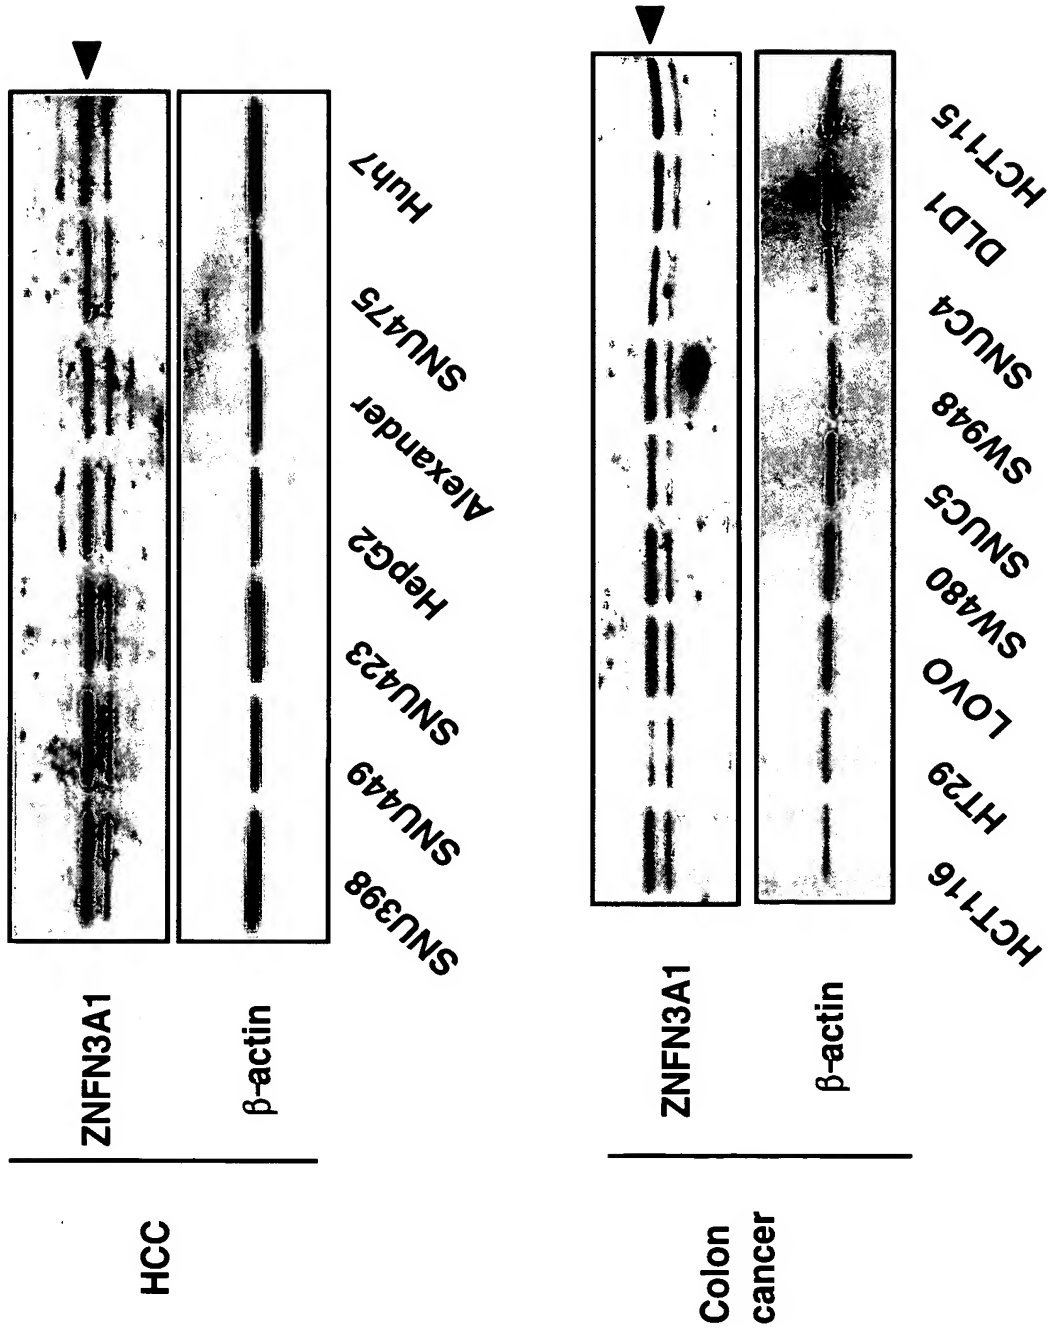 HCC
ZNFN3A1
β-actin
SNU398
SNU449
SNU423
HepG2
Alexander
SNU475
Huh7
Colon
cancer
ZNFN3A1
β-actin
HCT116
HT29
LOVO
SW480
SNUC5
SW948
SNUC4
DLD1
HCT115